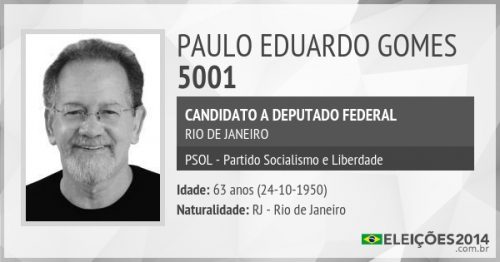 PAULO EDUARDO GOMES
5001
CANDIDATO A DEPUTADO FEDERAL
RIO DE JANEIRO
PSOL - Partido Socialismo e Liberdade
Idade: 63 anos (24-10-1950)
Naturalidade: RJ - Rio de Janeiro
ELEIÇÕES2014
.com.br